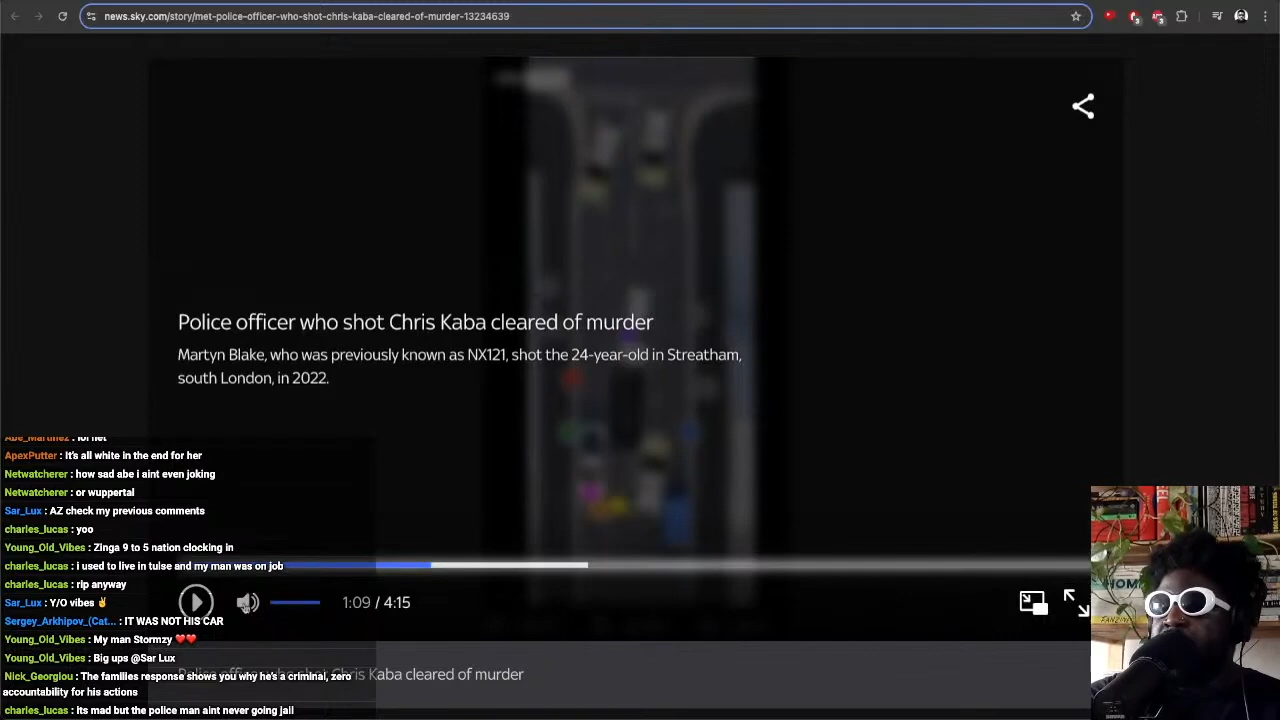 news.sky.com/story/met-police-officer-who-shot-chris-kaba-cleared-of-murder-13234639
Police officer who shot Chris Kaba cleared of murder
Martyn Blake, who was previously known as NX121, shot the 24-year-old in Streatham,
south London, in 2022.
ApexPutter : It's all white in the end for her
Netwatcherer : how sad abe i aint even joking
Netwatcherer : or wuppertal
Sar_Lux : AZ check my previous comments
charles_lucas : yoo
Young_Old_Vibes : Zinga 9 to 5 nation clocking in
charles_lucas : i used to live in tulse and my man was on job
charles_lucas : rip anyway
Sar_Lux : Y/O vibes ✌️
Sergey_Arkhipov_(Cat... : IT WAS NOT HIS CAR
Young_Old_Vibes : My man Stormzy ❤️❤️
Young_Old_Vibes : Big ups @Sar Lux
Nick_Georgiou : The families response shows you why he's a criminal, zero
accountability for his actions
charles_lucas : its mad but the police man aint never going jail
1:09 / 4:15
Police officer who shot Chris Kaba cleared of murder